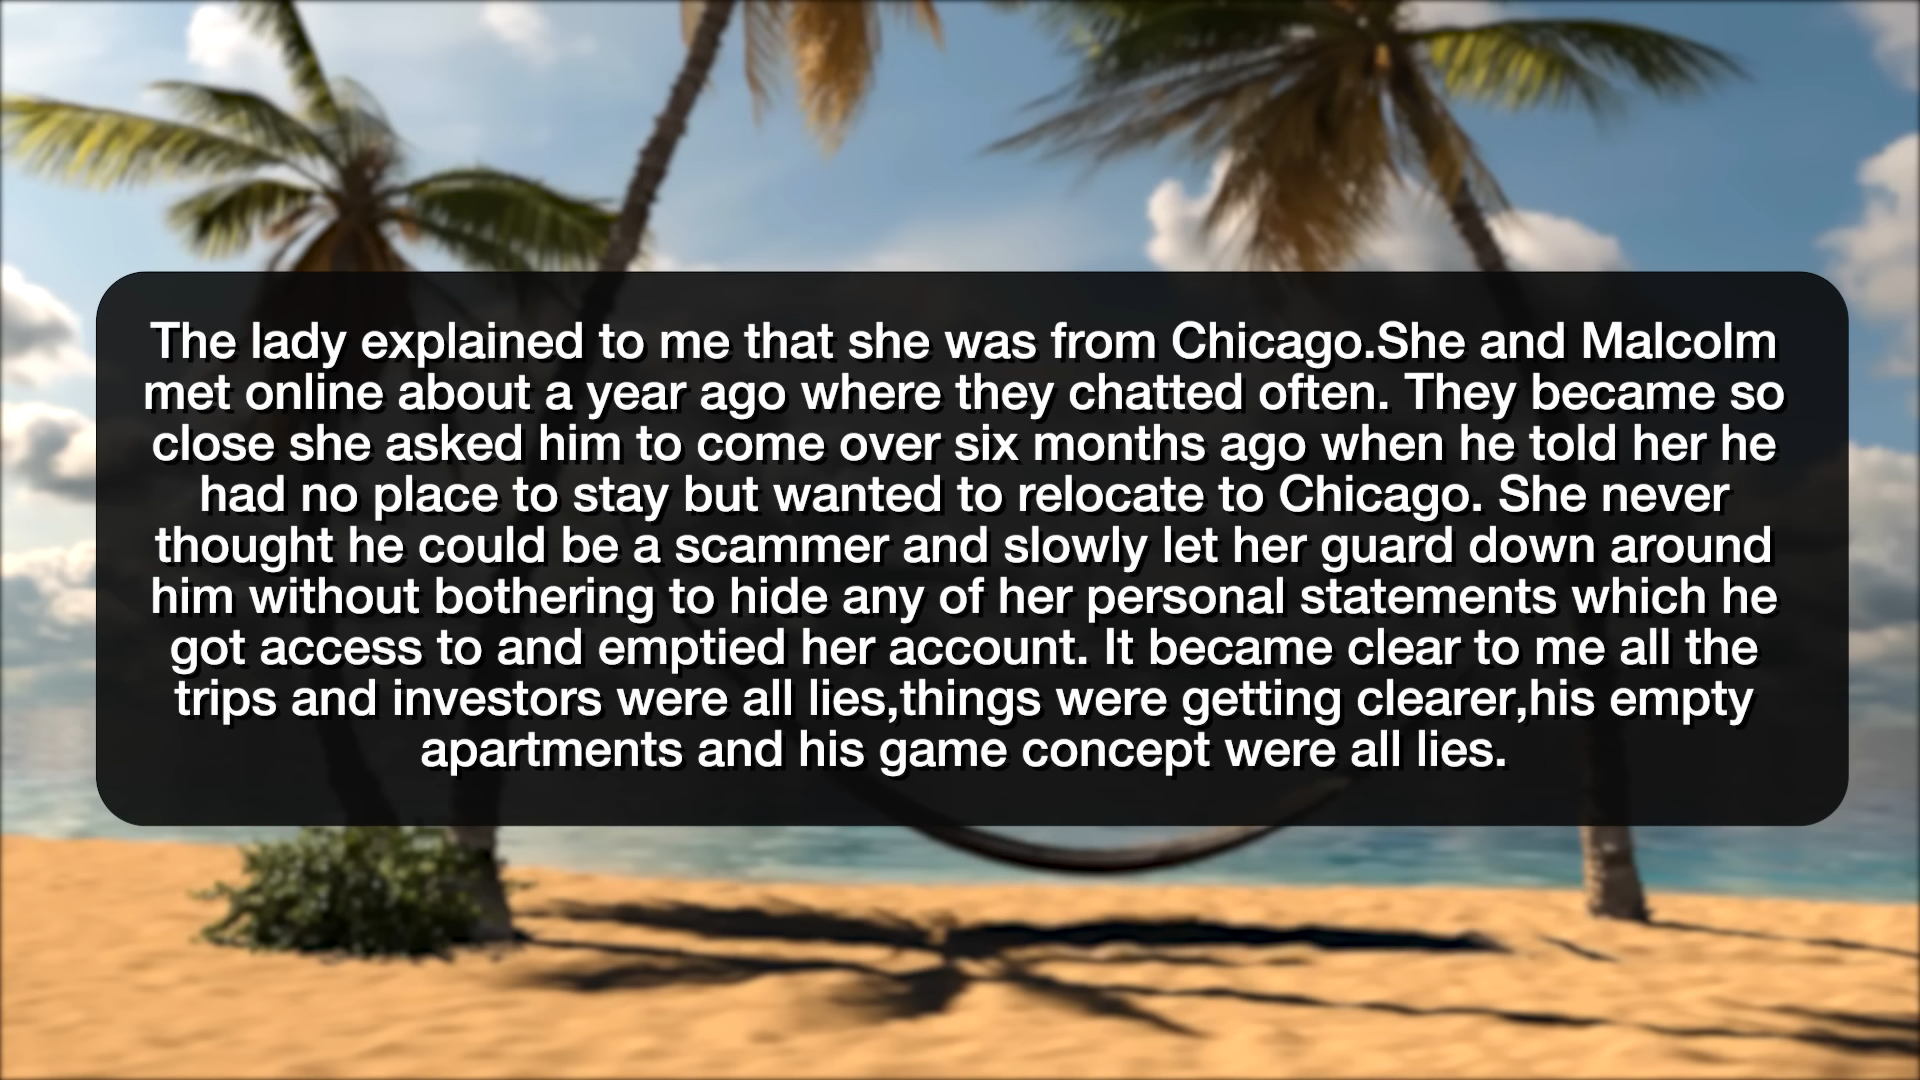 The lady explained to me that she was from Chicago.She and Malcolm
met online about a year ago where they chatted often. They became so
close she asked him to come over six months ago when he told her he
had no place to stay but wanted to relocate to Chicago. She never
thought he could be a scammer and slowly let her guard down around
him without bothering to hide any of her personal statements which he
got access to and emptied her account. It became clear to me all the
trips and investors were all lies,things were getting clearer,his empty
apartments and his game concept were all lies.